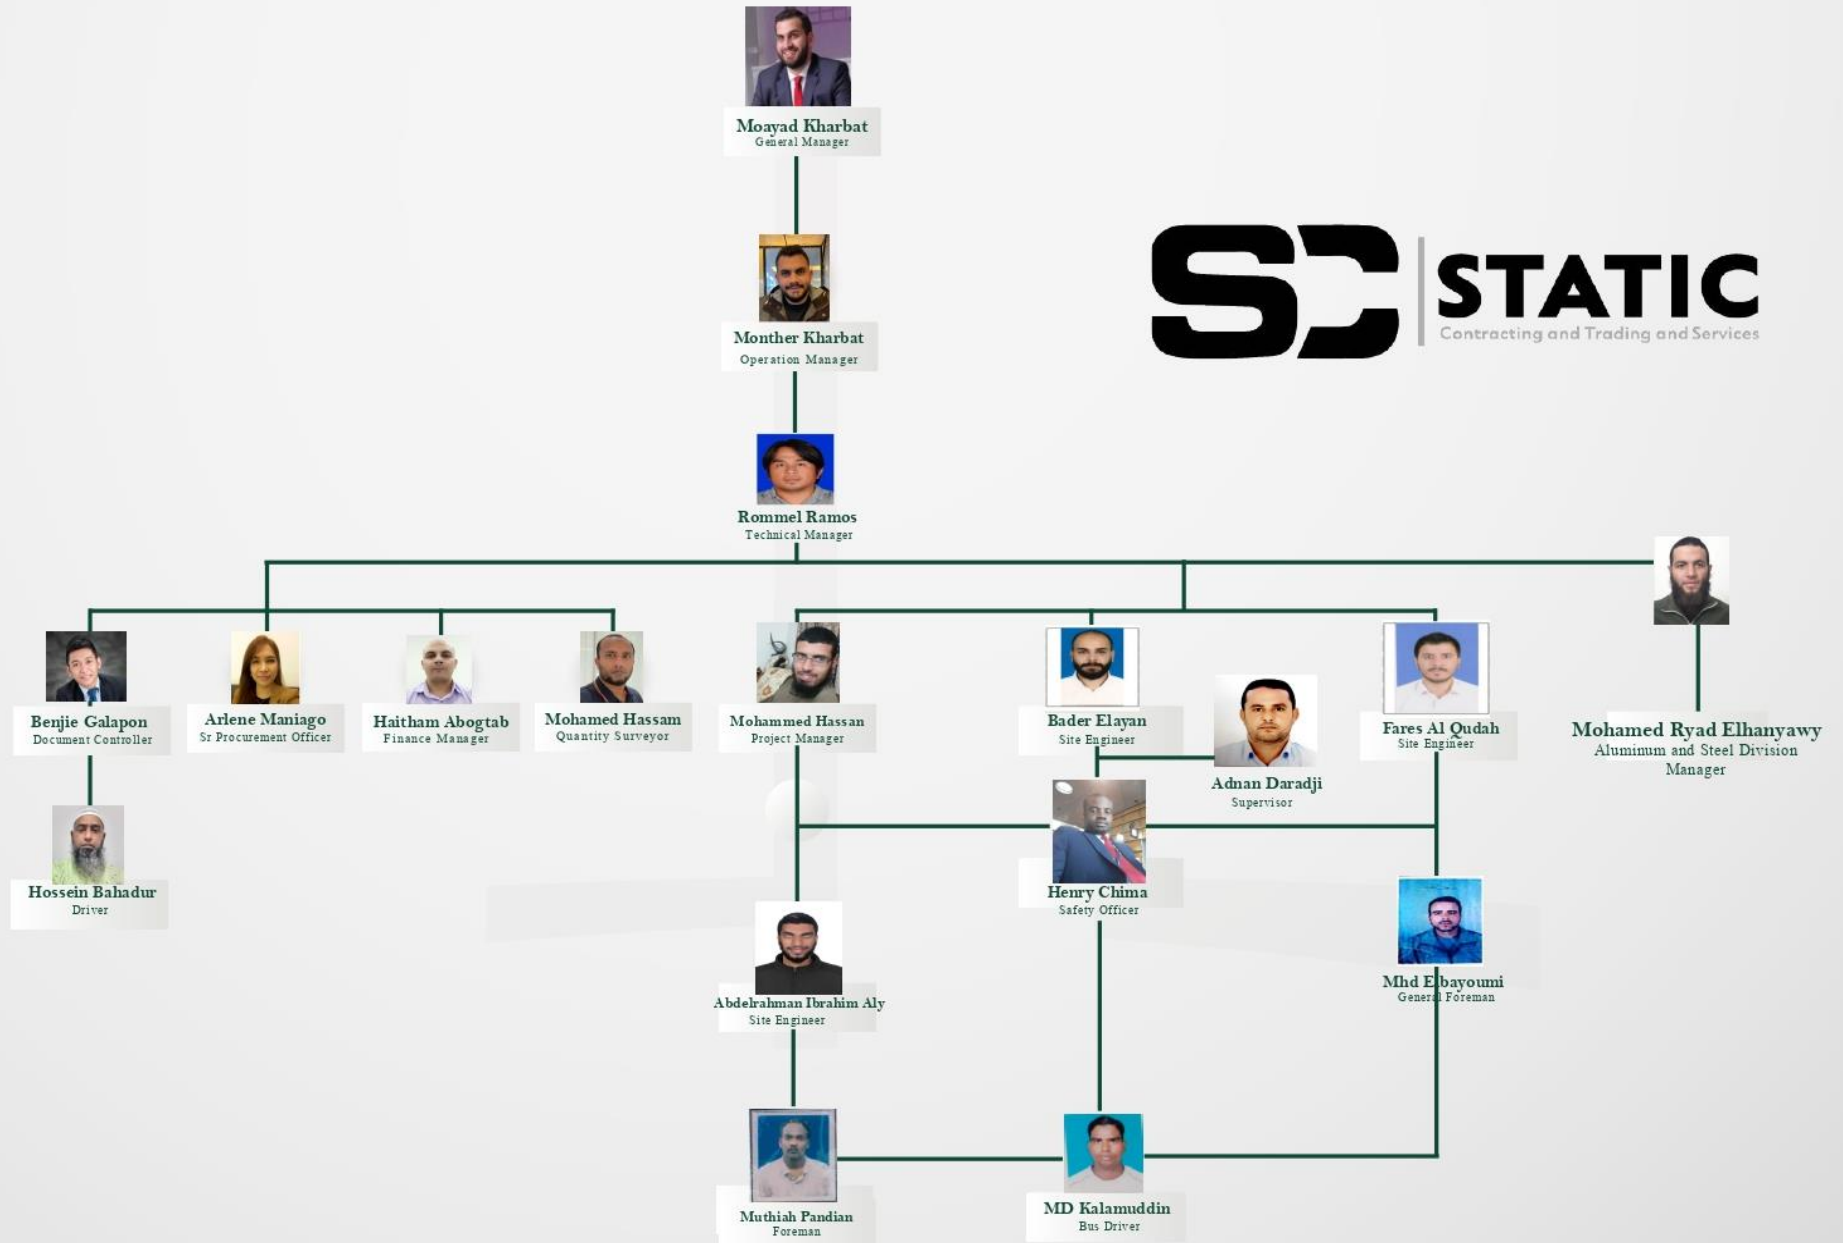 Moayad Kharbat
General Manager
SC
STATIC
Contracting and Trading and Services
Monther Kharbat
Operation Manager
Rommel Ramos
Technical Manager
Benjie Galapon
Document Controller
Arlene Maniago
Sr Procurement Officer
Haitham Abogtab
Finance Manager
Mohamed Hassam
Quantity Surveyor
Mohammed Hassan
Project Manager
Bader Elayan
Site Engineer
Adnan Daradji
Supervisor
Fares Al Qudah
Site Engineer
Mohamed Ryad Elhanyawy
Aluminum and Steel Division
Manager
Hossein Bahadur
Driver
Henry Chima
Safety Officer
Abdelrahman Ibrahim Aly
Site Engineer
Mhd Elbayoumi
General Foreman
Muthiah Pandian
Foreman
MD Kalamuddin
Bus Driver